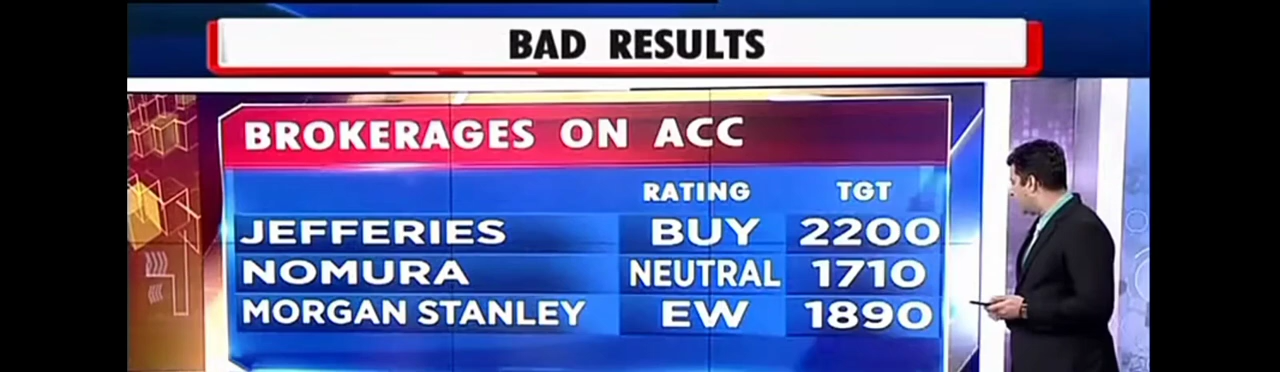 BAD RESULTS
BROKERAGES ON ACC
RATING TGT
JEFFERIES BUY 2200
NOMURA NEUTRAL 1710
MORGAN STANLEY EW 1890